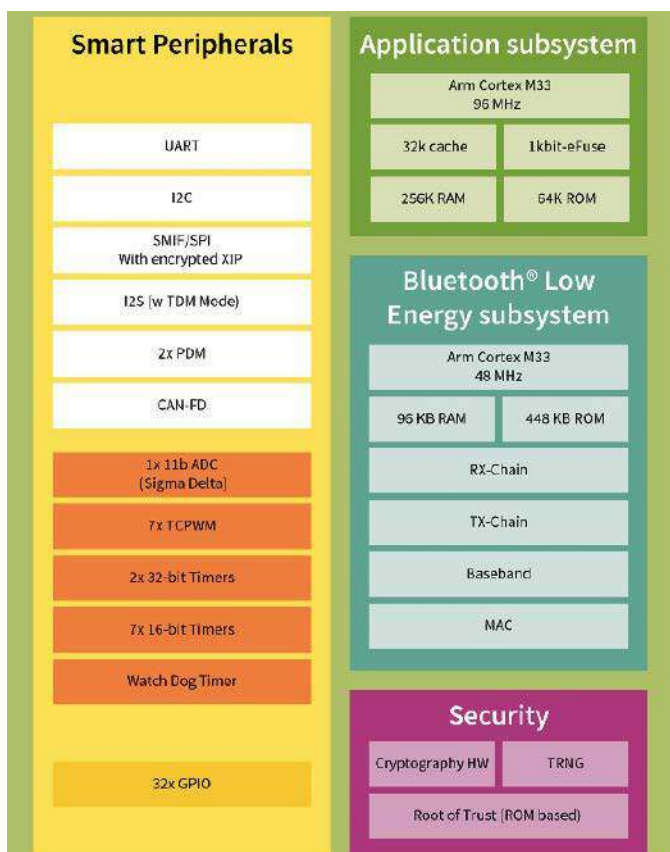 Smart Peripherals
UART
I2C
SMIF/SPI
With encrypted XIP
I2S (w TDM Mode)
2x PDM
CAN-FD
1x 11b ADC
(Sigma Delta)
7x TCPWM
2x 32-bit Timers
7x 16-bit Timers
Watch Dog Timer
32x GPIO
Application subsystem
Arm Cortex M33
96 MHz
32k cache
1kbit-eFuse
256K RAM
64K ROM
Bluetooth® Low
Energy subsystem
Arm Cortex M33
48 MHz
96 KB RAM
448 KB ROM
RX-Chain
TX-Chain
Baseband
MAC
Security
Cryptography HW
TRNG
Root of Trust (ROM based)